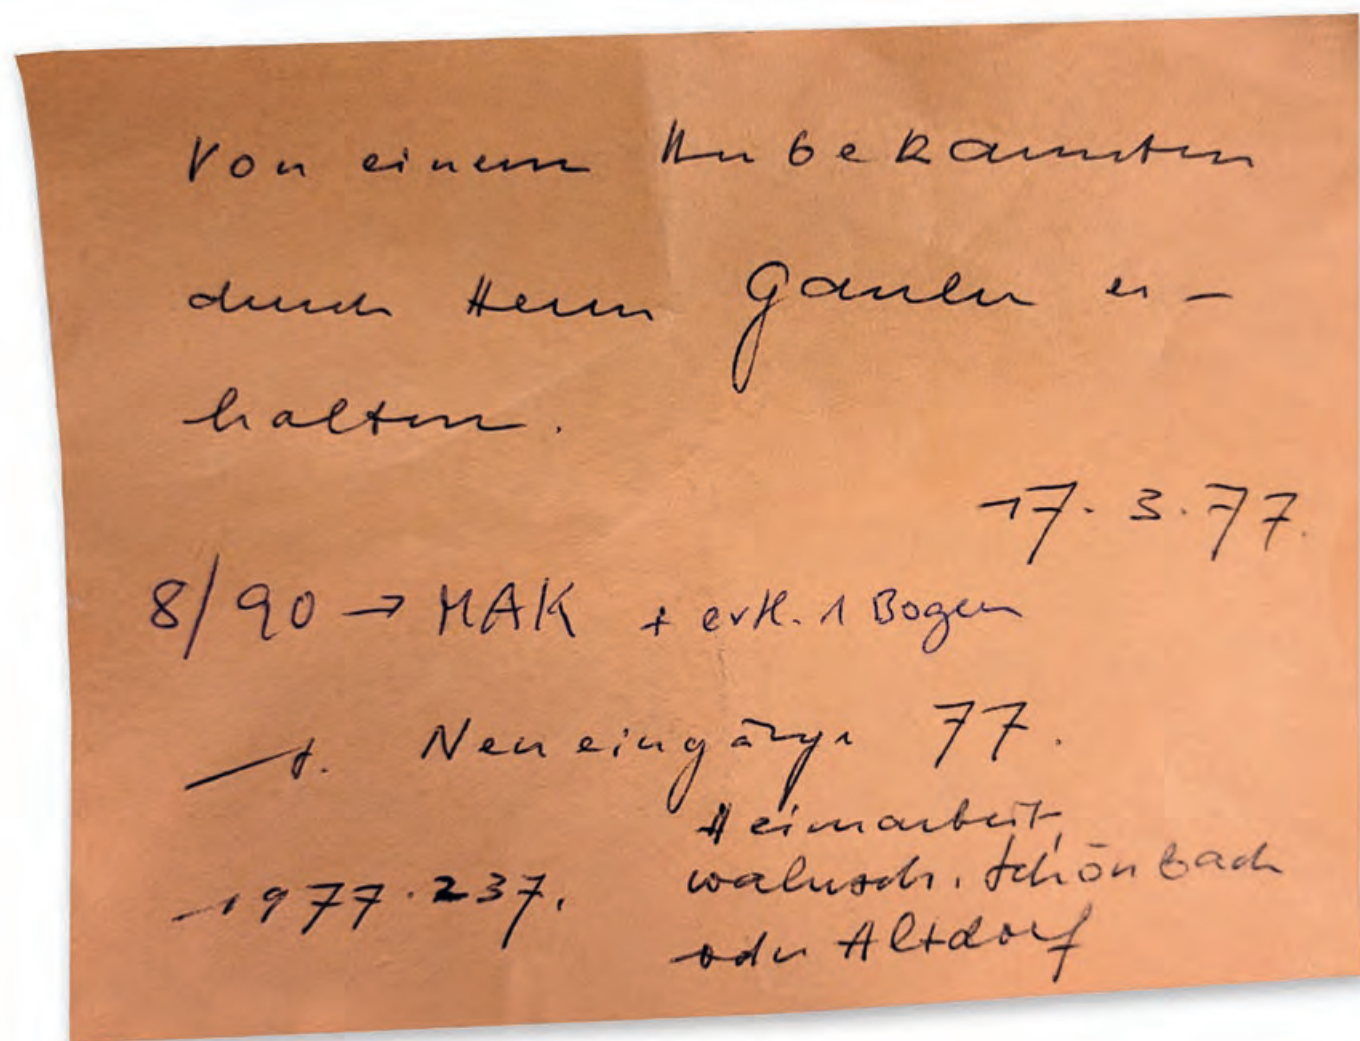 Von einem Unbekannten
durch Herrn Gauler er-
halten.
17.3.77.
8/90 → MAK + evtl. 1 Bogen
s. Neueingänge 77.
Heimarbeit,
wahrsch. Schönbach
1977.237.
oder Altdorf